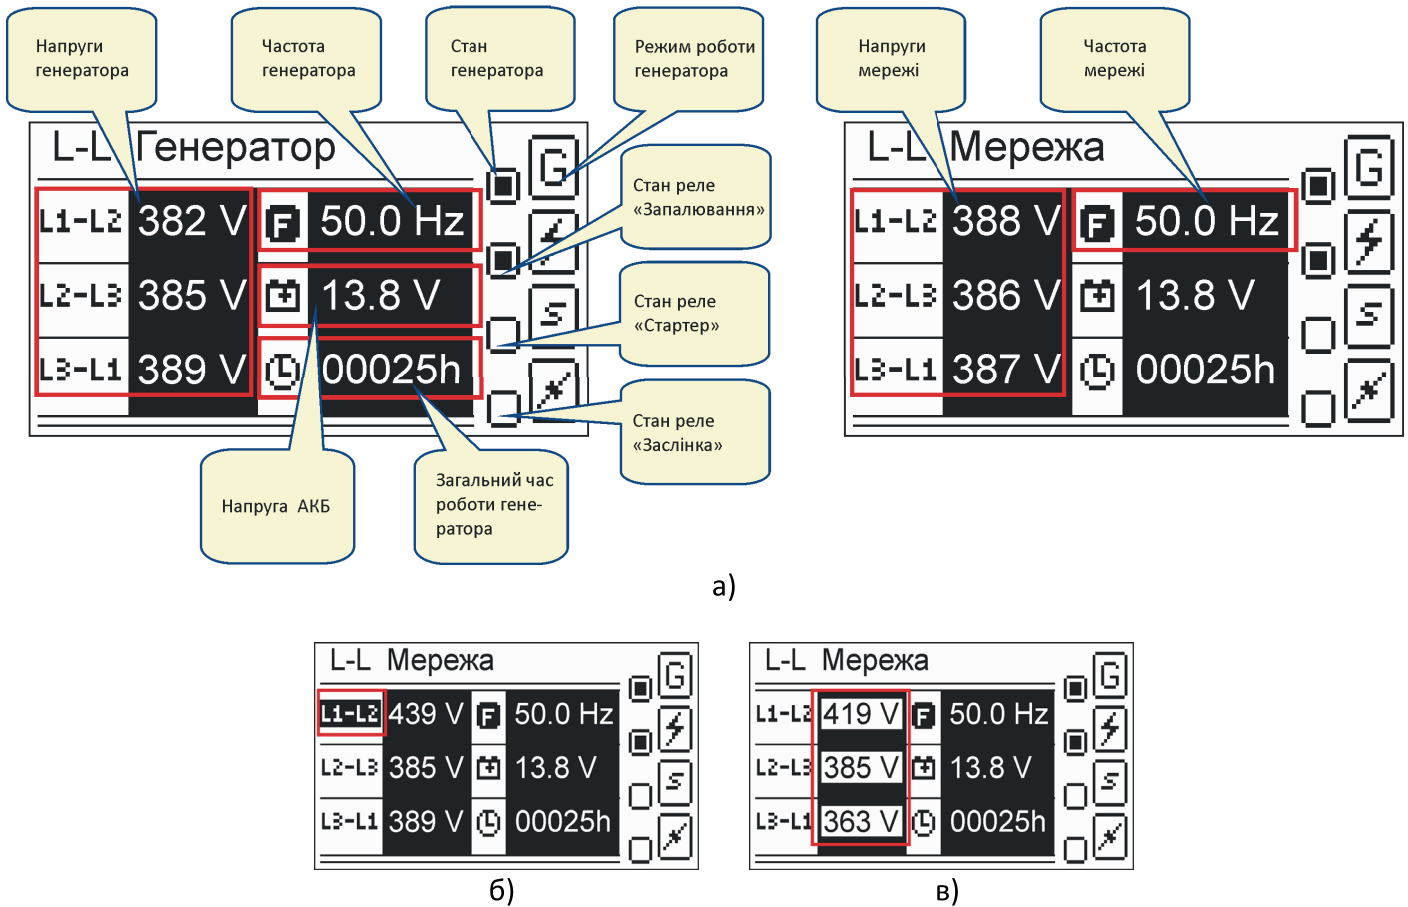 Напруги
генератора
Частота
генератора
Стан
генератора
Режим роботи
генератора
Напруги
мережі
Частота
мережі
L-L Генератор
G
L1-L2 382 V F 50.0 Hz
L2-L3 385 V 13.8 V
S
L3-L1 389 V 00025h
Стан реле
«Запалювання»
Стан реле
«Стартер»
Стан реле
«Заслінка»
Напруга АКБ
Загальний час
роботи гене-
ратора
L-L Мережа
L1-L2 388 V F 50.0 Hz
L2-L3 386 V 13.8 V
S
L3-L1 387 V 00025h
а)
L-L Мережа
G
L1-L2 439 V F 50.0 Hz
L2-L3 385 V 13.8 V
S
L3-L1 389 V 00025h
б)
L-L Мережа
G
L1-L2 419 V F 50.0 Hz
L2-L3 385 V 13.8 V
S
L3-L1 363 V 00025h
в)